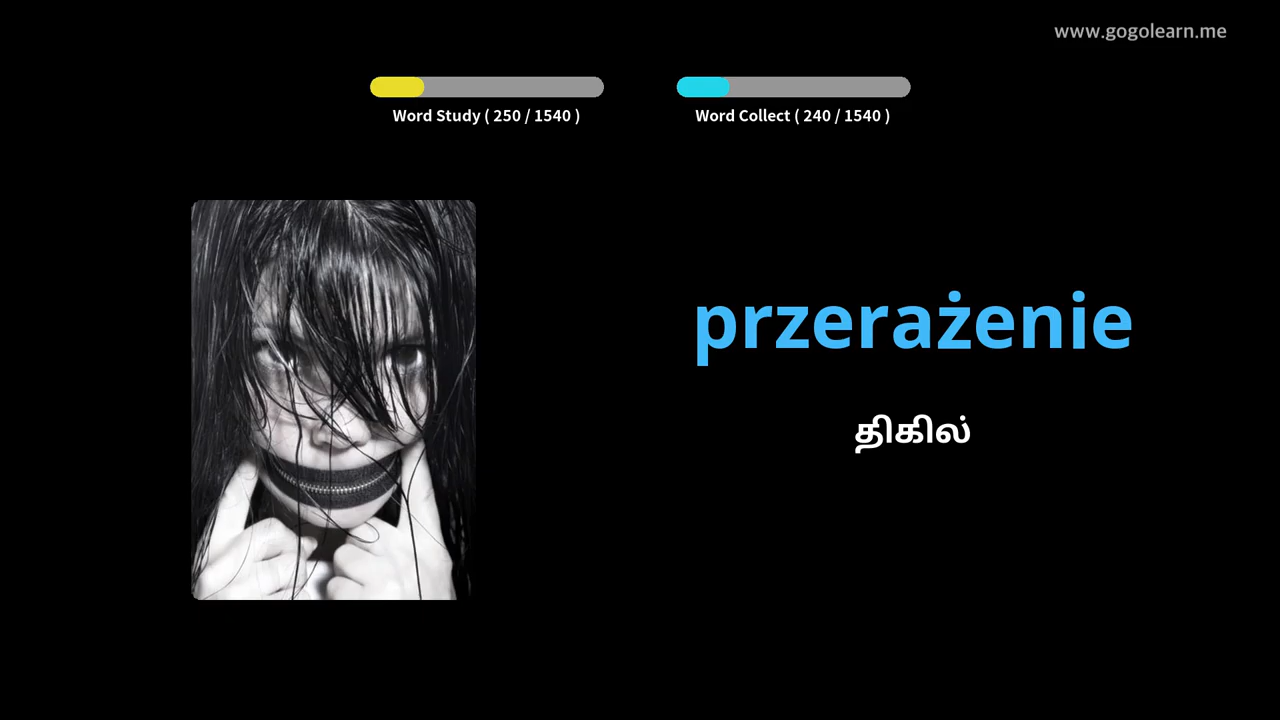 www.gogolearn.me
Word Study ( 250 / 1540 )
Word Collect ( 240 / 1540 )
przerażenie
திகில்